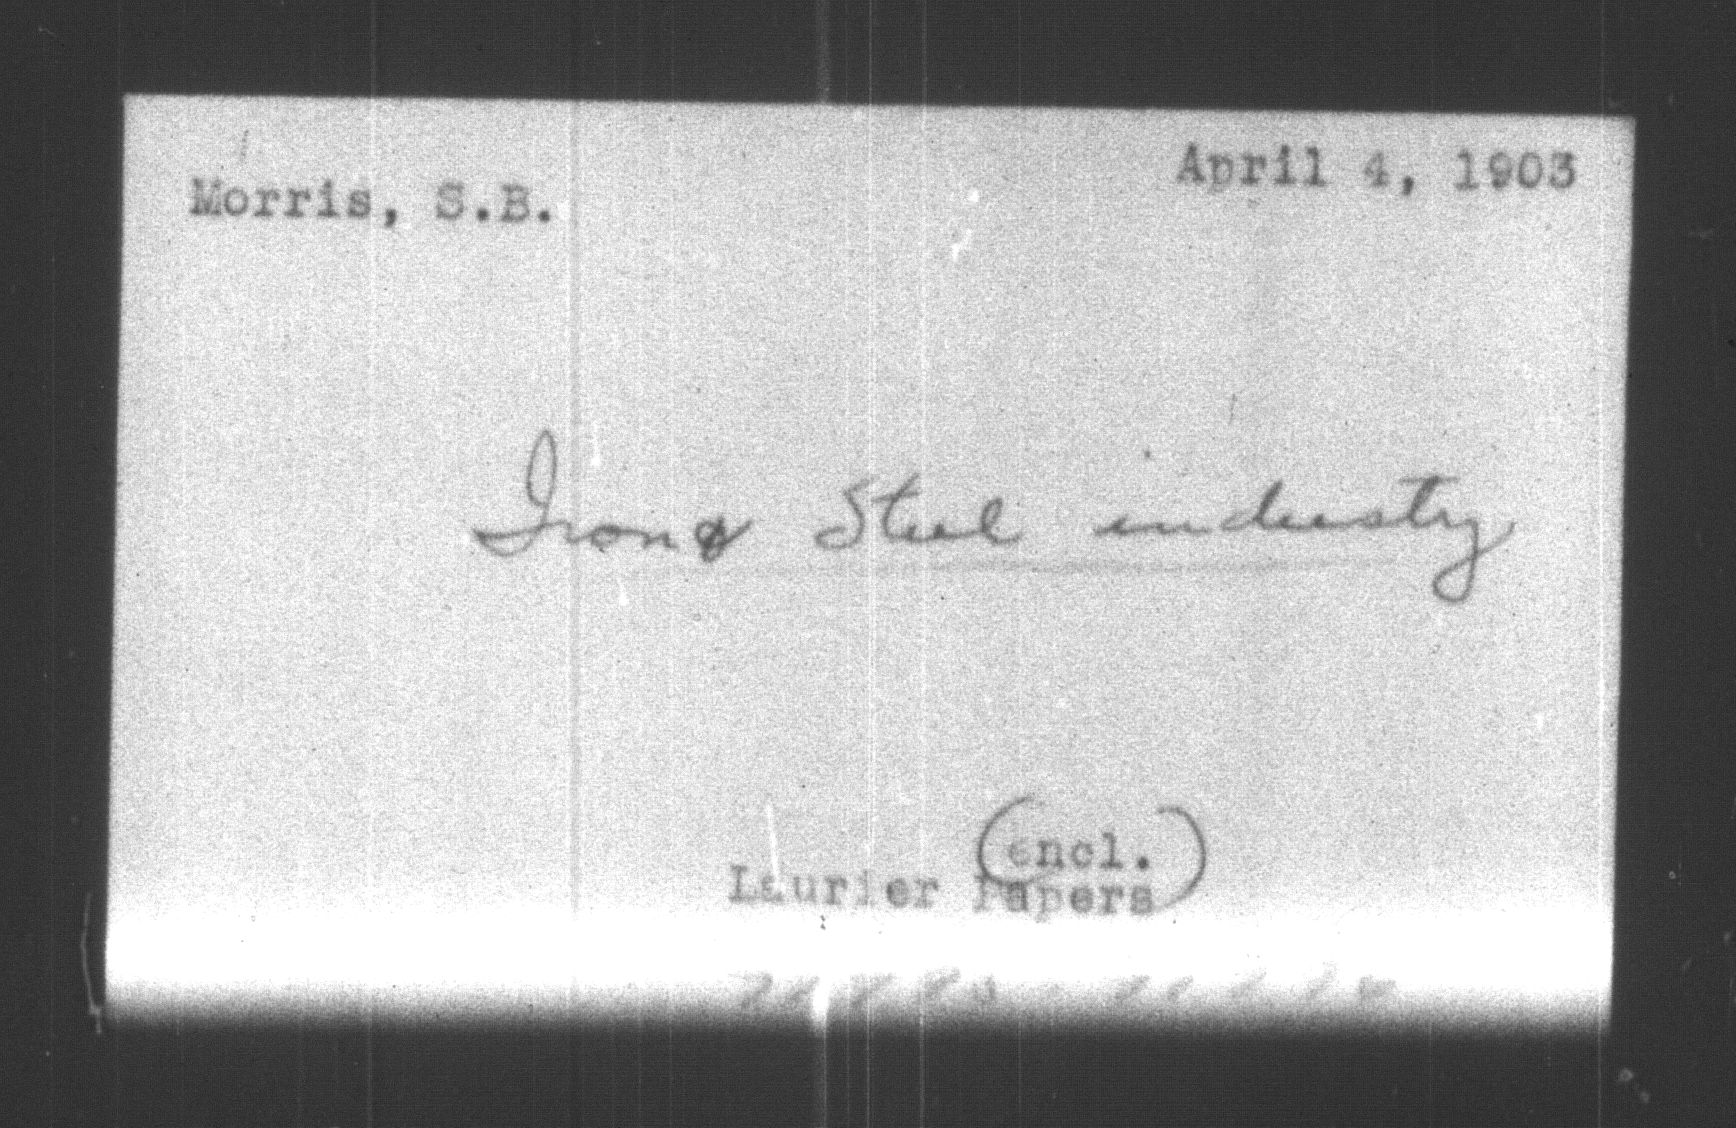 Morris, S.B.
April 4, 1903
Iron & Steel industry
(encl.)
Laurier Papers